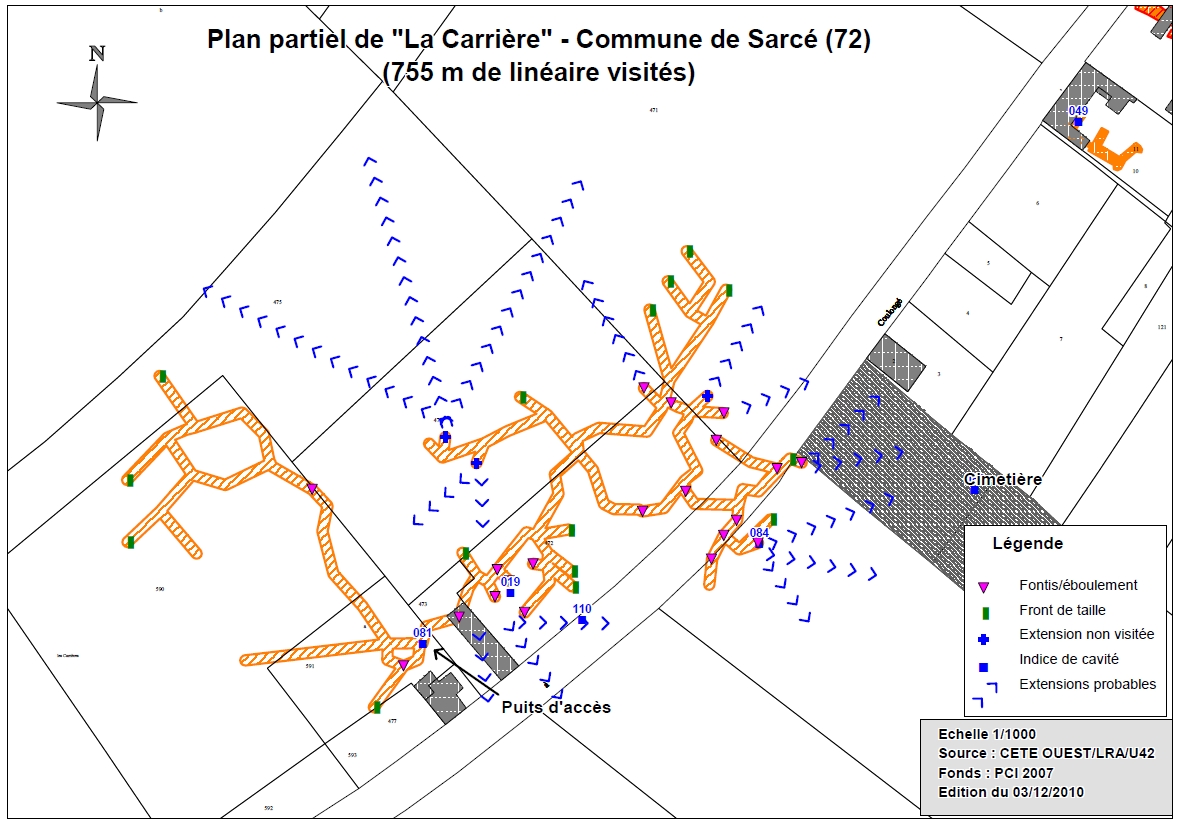 Plan partiel de "La Carrière" - Commune de Sarcé (72)
(755 m de linéaire visités)
N
471
049
11
10
6
5
8
475
4
121
7
Coulongé
3
Cimetière
472
084
590
019
110
473
081
591
Puits d'accès
477
593
592
Légende
Fontis/éboulement
Front de taille
Extension non visitée
Indice de cavité
Extensions probables
Echelle 1/1000
Source : CETE OUEST/LRA/U42
Fonds : PCI 2007
Edition du 03/12/2010